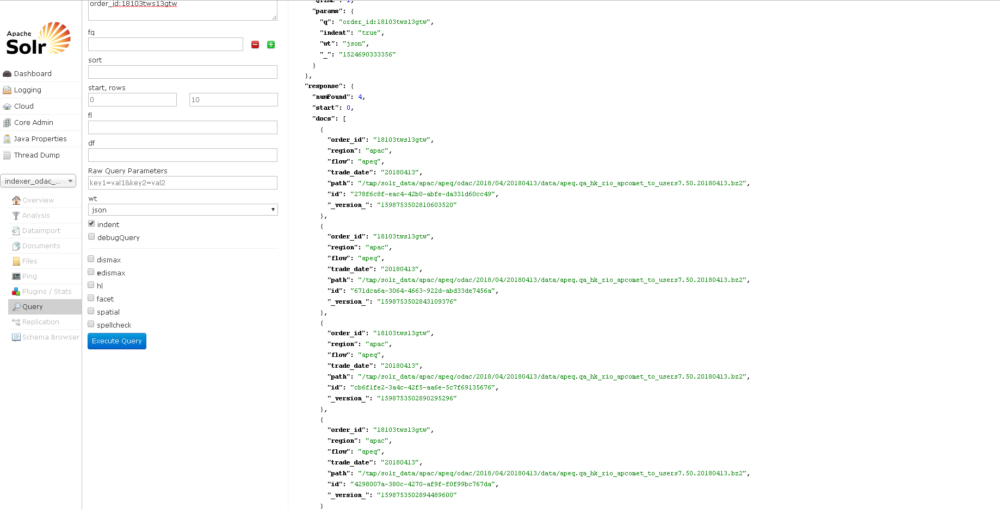 Apache
Solr
Dashboard
Logging
Cloud
Core Admin
Java Properties
Thread Dump
indexer_odac_...
Overview
Analysis
Dataimport
Documents
Files
Ping
Plugins / Stats
Query
Replication
Schema Browser
order_id:18103tws13gtw
fq
sort
start, rows
0 10
fl
df
Raw Query Parameters
key1=val1&key2=val2
wt
json
indent
debugQuery
dismax
edismax
hl
facet
spatial
spellcheck
Execute Query
"QTime": 1,
"params": {
"q": "order_id:18103tws13gtw",
"indent": "true",
"wt": "json",
"_": "1524690333356"
}
},
"response": {
"numFound": 4,
"start": 0,
"docs": [
{
"order_id": "18103tws13gtw",
"region": "apac",
"flow": "apeq",
"trade_date": "20180413",
"path": "/tmp/solr_data/apac/apeq/odac/2018/04/20180413/data/apeq.qa_hk_rio_apcomet_to_users7.50.20180413.bz2",
"id": "278f6c8f-eac4-42b0-abfe-da331d60cc49",
"_version_": "1598753502810603520"
},
{
"order_id": "18103tws13gtw",
"region": "apac",
"flow": "apeq",
"trade_date": "20180413",
"path": "/tmp/solr_data/apac/apeq/odac/2018/04/20180413/data/apeq.qa_hk_rio_apcomet_to_users7.50.20180413.bz2",
"id": "671dca6a-3064-4663-922d-abd33de7456a",
"_version_": "1598753502843109376"
},
{
"order_id": "18103tws13gtw",
"region": "apac",
"flow": "apeq",
"trade_date": "20180413",
"path": "/tmp/solr_data/apac/apeq/odac/2018/04/20180413/data/apeq.qa_hk_rio_apcomet_to_users7.50.20180413.bz2",
"id": "cb6f1fe2-3a4c-42f5-aa6e-5c7f69135676",
"_version_": "1598753502890295296"
},
{
"order_id": "18103tws13gtw",
"region": "apac",
"flow": "apeq",
"trade_date": "20180413",
"path": "/tmp/solr_data/apac/apeq/odac/2018/04/20180413/data/apeq.qa_hk_rio_apcomet_to_users7.50.20180413.bz2",
"id": "4298007a-380c-4270-af9f-f0f99bc767da",
"_version_": "1598753502894489600"
}